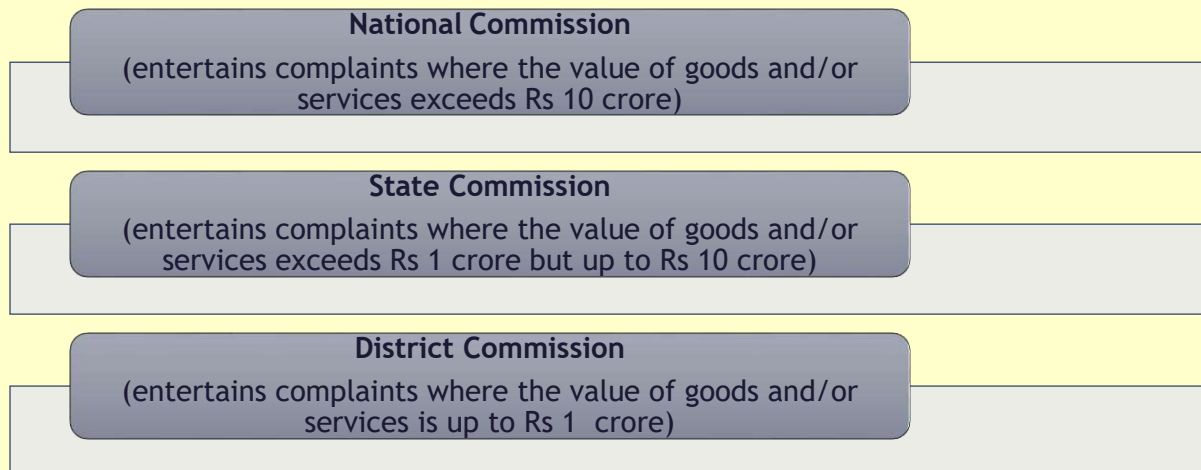 National Commission
(entertains complaints where the value of goods and/or
services exceeds Rs 10 crore)
State Commission
(entertains complaints where the value of goods and/or
services exceeds Rs 1 crore but up to Rs 10 crore)
District Commission
(entertains complaints where the value of goods and/or
services is up to Rs 1 crore)